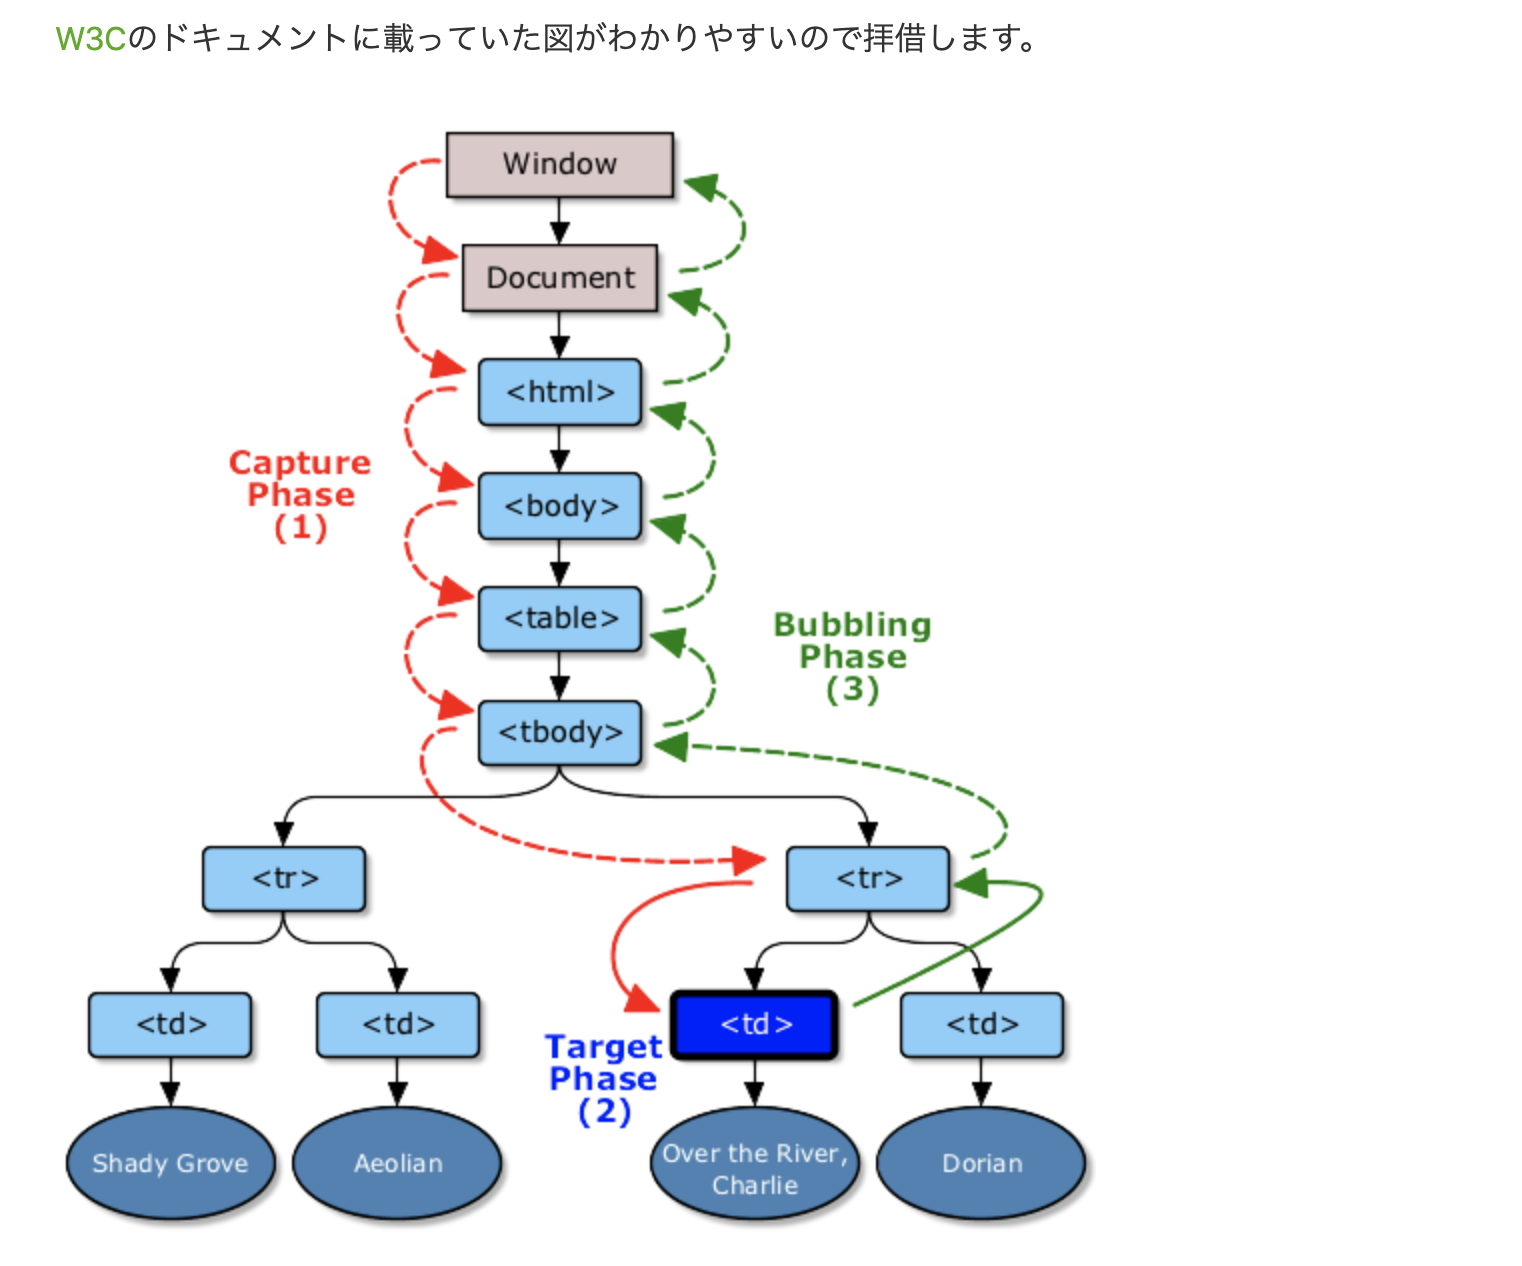 W3Cのドキュメントに載っていた図がわかりやすいので拝借します。
Window
Document
<html>
Capture
Phase
(1)
<body>
<table>
Bubbling
Phase
(3)
<tbody>
<tr>
<tr>
<td>
<td>
<td>
<td>
Target
Phase
(2)
Shady Grove
Aeolian
Over the River,
Charlie
Dorian